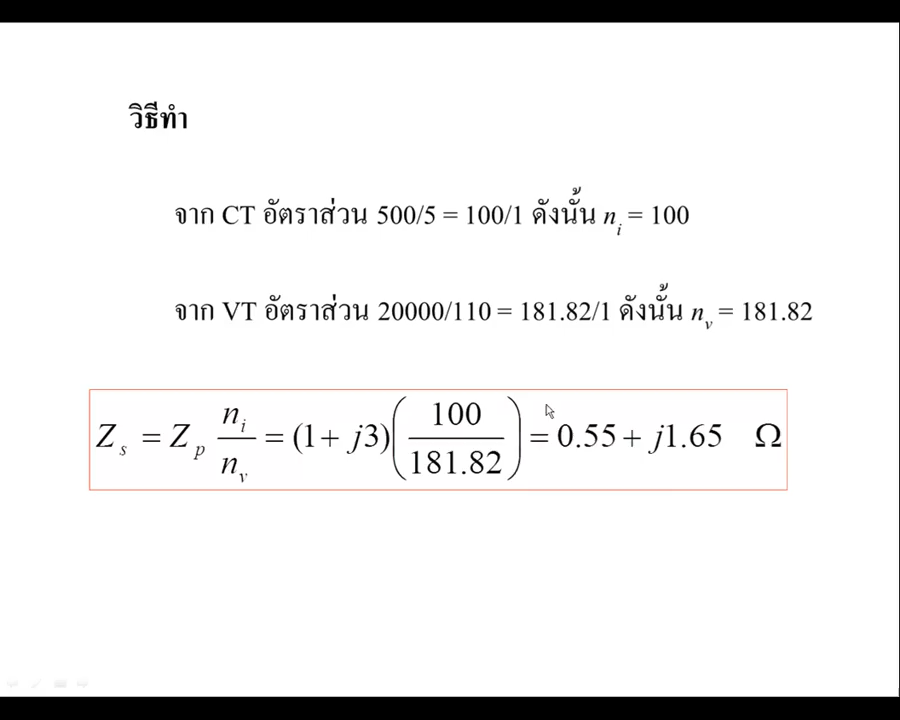 วิธีทำ
จาก CT อัตราส่วน 500/5 = 100/1 ดังนั้น n_i = 100
จาก VT อัตราส่วน 20000/110 = 181.82/1 ดังนั้น n_v = 181.82
Z_s = Z_p n_i/n_v = (1 + j3)(100/181.82) = 0.55 + j1.65 Ω